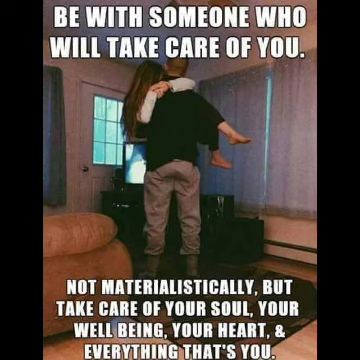 BE WITH SOMEONE WHO
WILL TAKE CARE OF YOU.
NOT MATERIALISTICALLY, BUT
TAKE CARE OF YOUR SOUL, YOUR
WELL BEING, YOUR HEART, &
EVERYTHING THAT'S YOU.